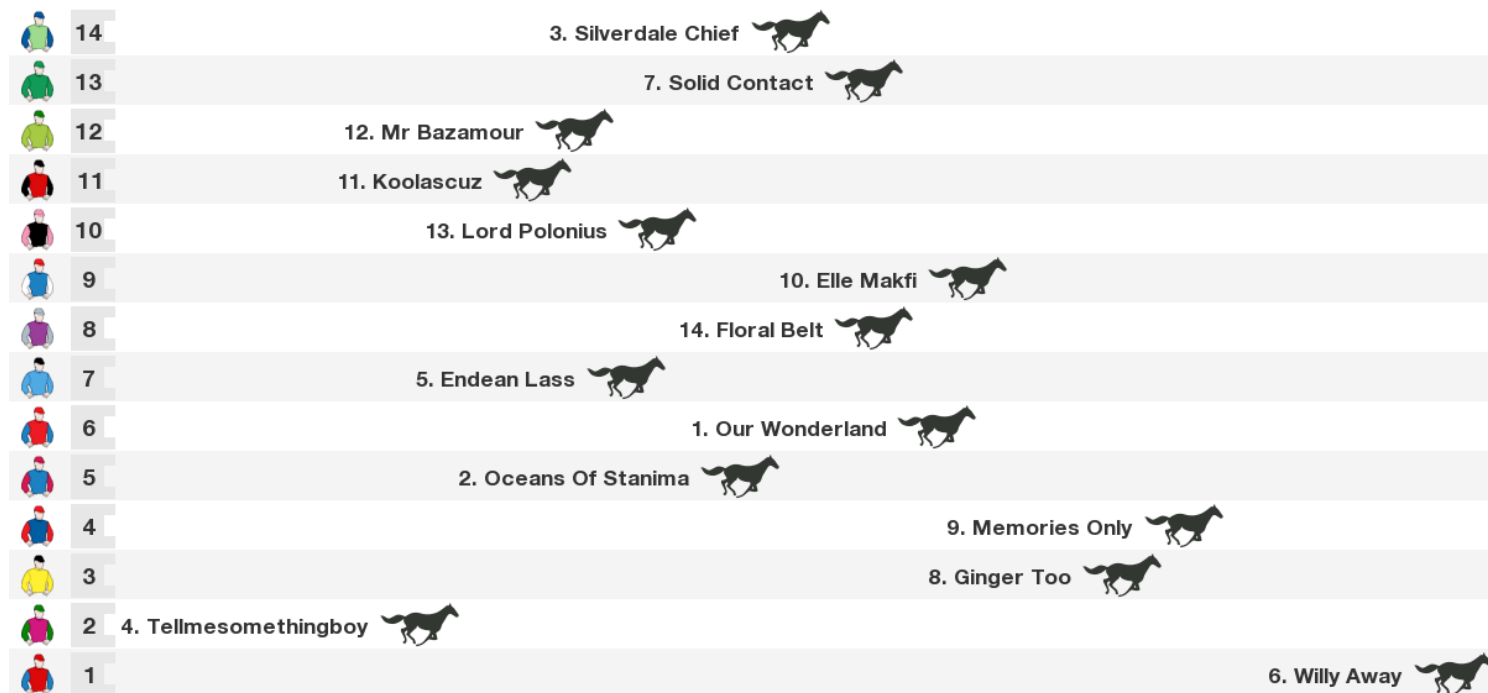 14 3. Silverdale Chief
13 7. Solid Contact
12 12. Mr Bazamour
11 11. Koolascuz
10 13. Lord Polonius
9 10. Elle Makfi
8 14. Floral Belt
7 5. Endean Lass
6 1. Our Wonderland
5 2. Oceans Of Stanima
4 9. Memories Only
3 8. Ginger Too
2 4. Tellmesomethingboy
1 6. Willy Away